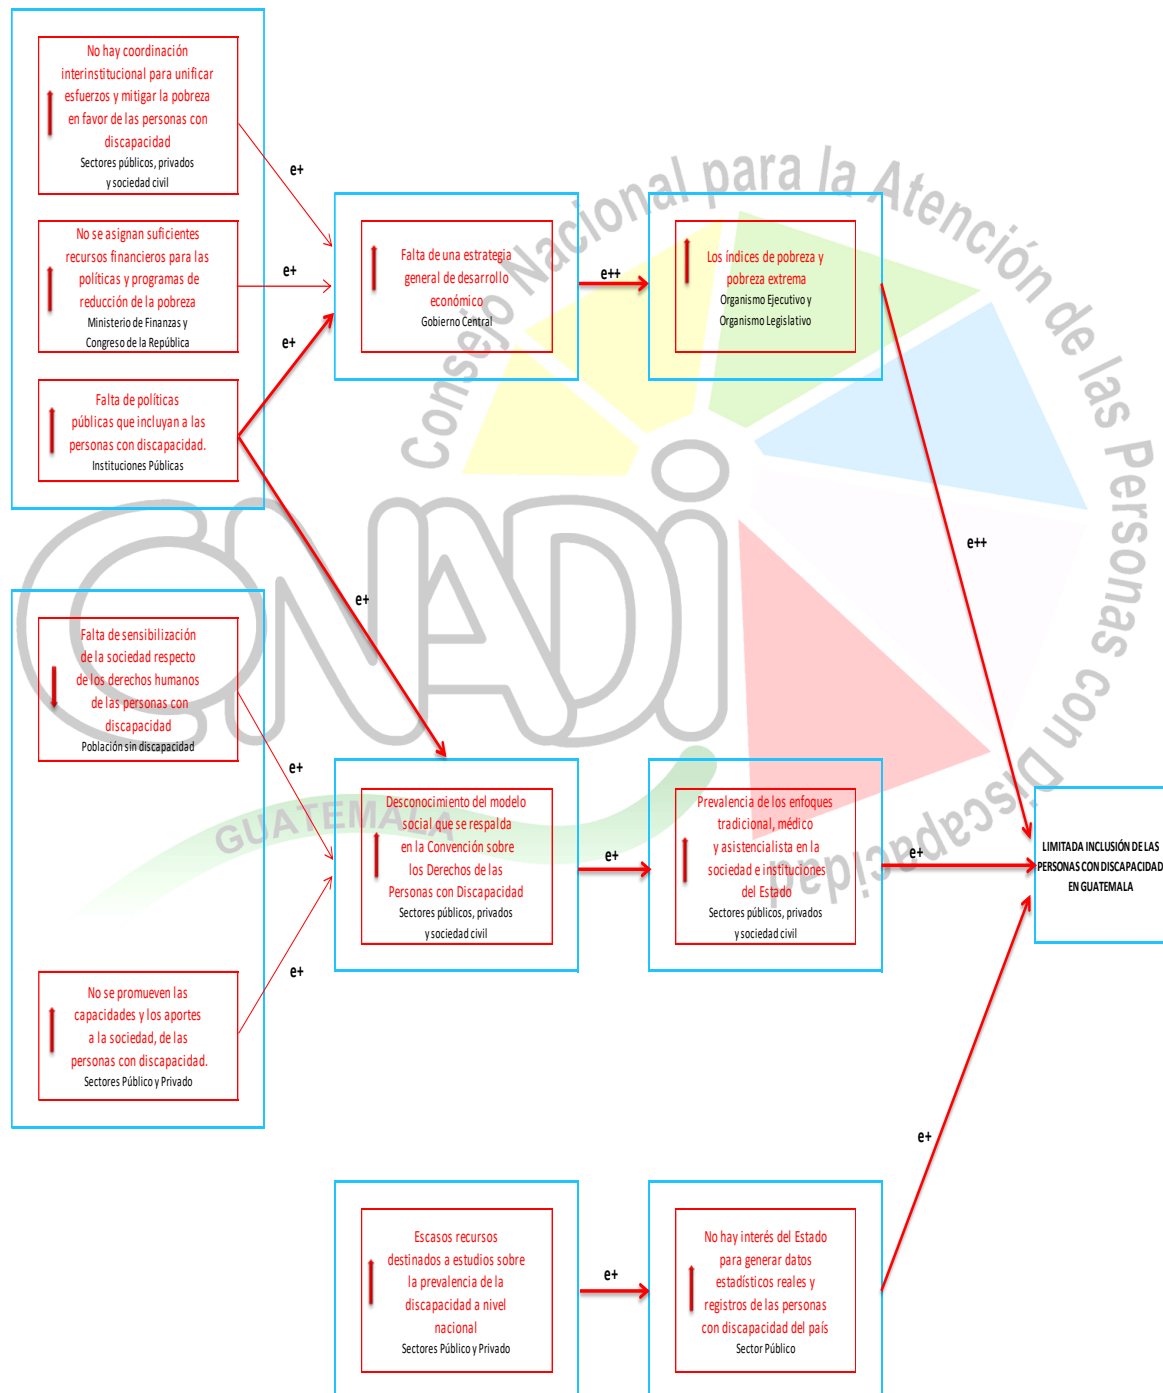 No hay coordinación
interinstitucional para unificar
esfuerzos y mitigar la pobreza
en favor de las personas con
discapacidad
Sectores públicos, privados
y sociedad civil
No se asignan suficientes
recursos financieros para las
políticas y programas de
reducción de la pobreza
Ministerio de Finanzas y
Congreso de la República
Falta de políticas
públicas que incluyan a las
personas con discapacidad.
Instituciones Públicas
e+
e+
e+
e+
Falta de una estrategia
general de desarrollo
económico
Gobierno Central
e++
Los índices de pobreza y
pobreza extrema
Organismo Ejecutivo y
Organismo Legislativo
e++
Consejo Nacional para la Atención de las Personas con Discapacidad
CNADI
GUATEMALA
Falta de sensibilización
de la sociedad respecto
de los derechos humanos
de las personas con
discapacidad
Población sin discapacidad
e+
No se promueven las
capacidades y los aportes
a la sociedad, de las
personas con discapacidad.
Sectores Público y Privado
e+
Desconocimiento del modelo
social que se respalda
en la Convención sobre
los Derechos de las
Personas con Discapacidad
Sectores públicos, privados
y sociedad civil
e+
Prevalencia de los enfoques
tradicional, médico
y asistencialista en la
sociedad e instituciones
del Estado
Sectores públicos, privados
y sociedad civil
e+
LIMITADA INCLUSIÓN DE LAS
PERSONAS CON DISCAPACIDAD
EN GUATEMALA
e+
Escasos recursos
destinados a estudios sobre
la prevalencia de la
discapacidad a nivel
nacional
Sectores Público y Privado
e+
No hay interés del Estado
para generar datos
estadísticos reales y
registros de las personas
con discapacidad del país
Sector Público